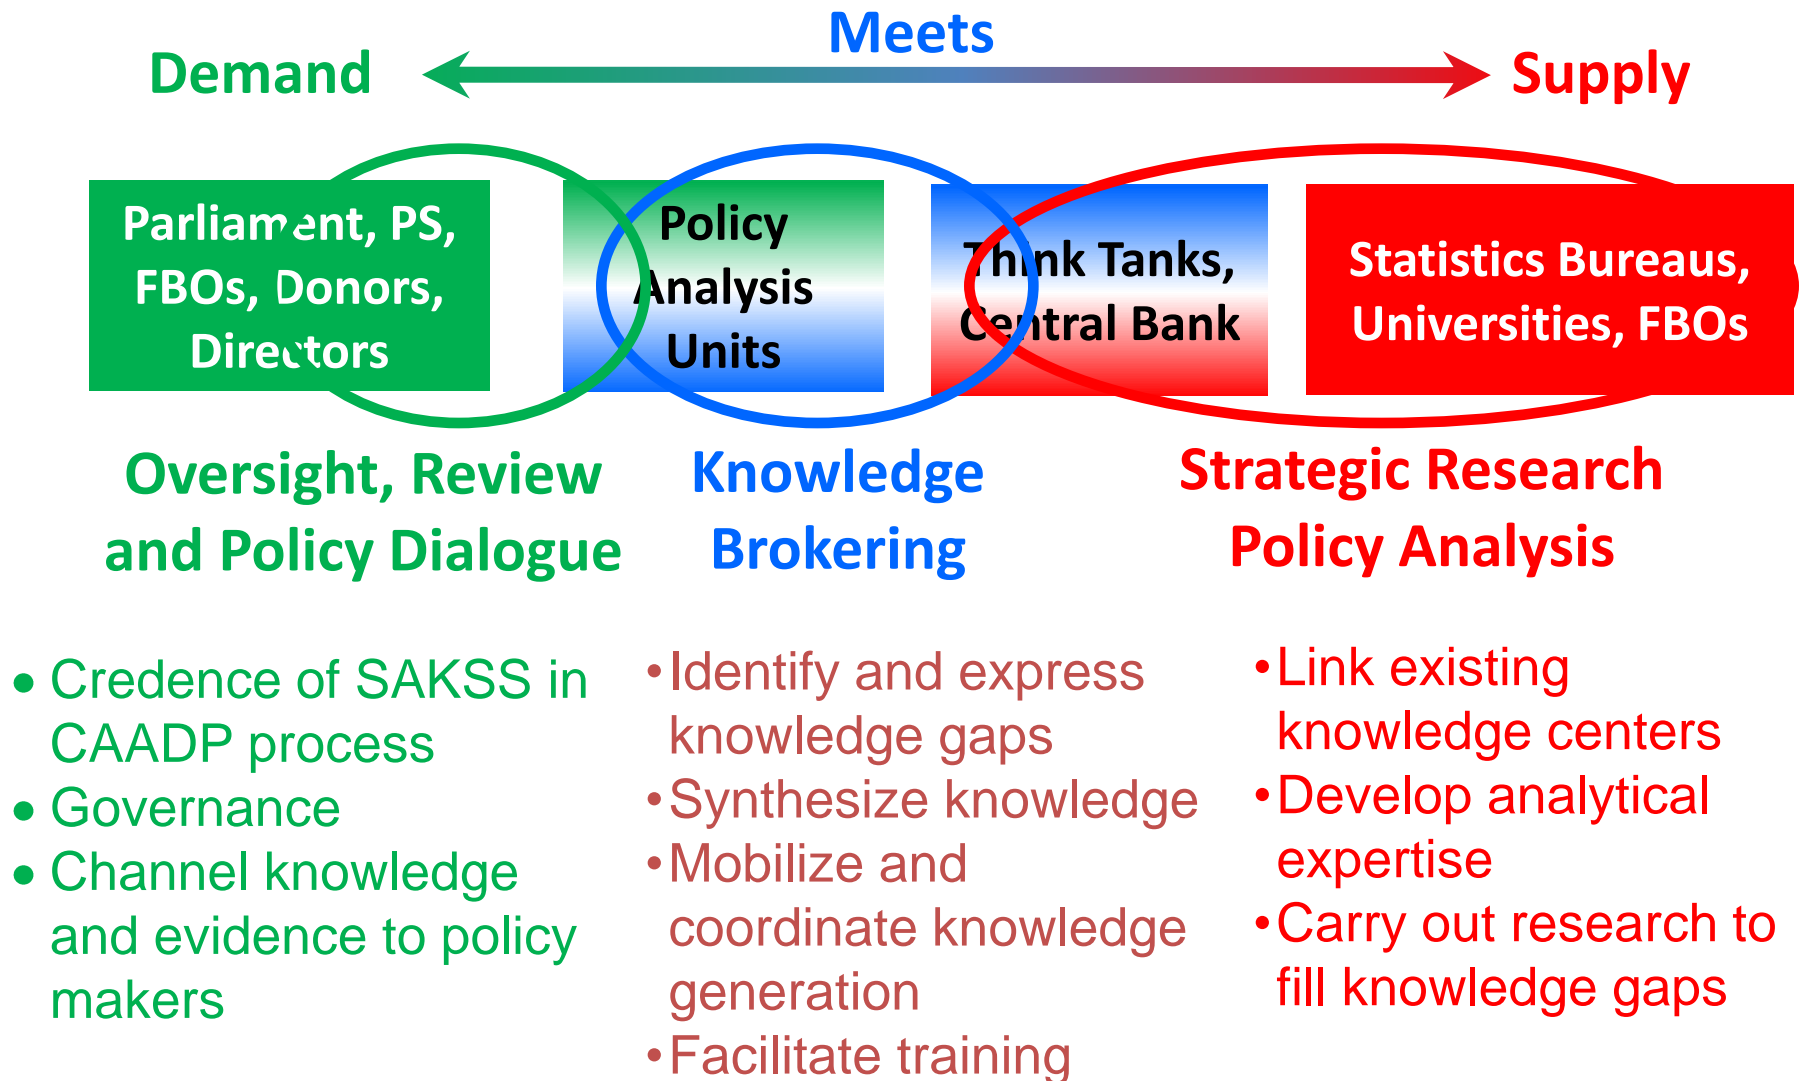 Meets
Demand
Supply
Parliament, PS,
FBOs, Donors,
Directors
Policy
Analysis
Units
Think Tanks,
Central Bank
Statistics Bureaus,
Universities, FBOs
Oversight, Review
and Policy Dialogue
Knowledge
Brokering
Strategic Research
Policy Analysis
• Credence of SAKSS in
CAADP process
• Governance
• Channel knowledge
and evidence to policy
makers
•Identify and express
knowledge gaps
•Synthesize knowledge
•Mobilize and
coordinate knowledge
generation
•Facilitate training
•Link existing
knowledge centers
•Develop analytical
expertise
•Carry out research to
fill knowledge gaps